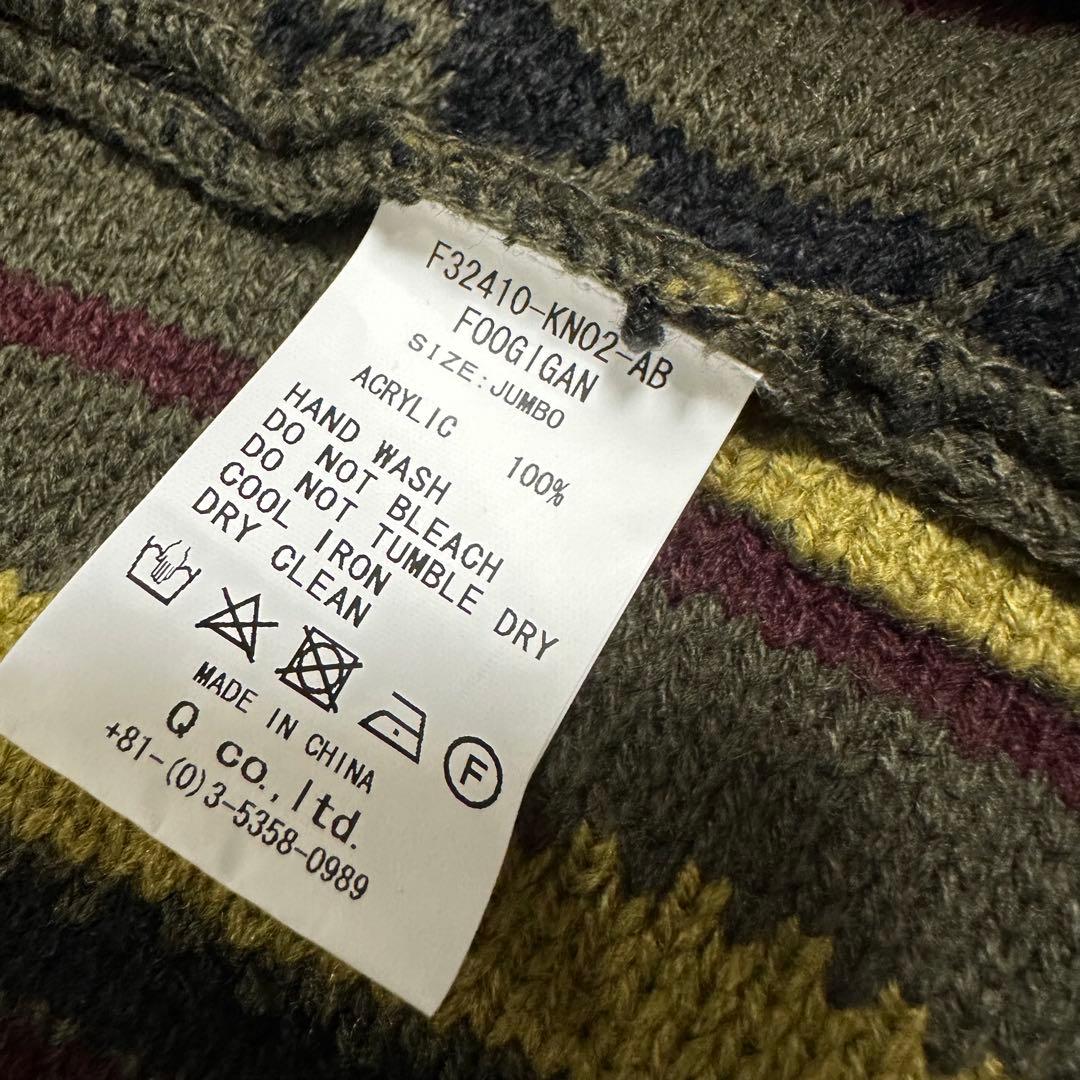 F32410-KN02-AB
FOOGIGAN
SIZE:JUMBO
ACRYLIC 100%
HAND WASH
DO NOT BLEACH
DO NOT TUMBLE DRY
COOL IRON
DRY CLEAN
F
MADE IN CHINA
Q co.,ltd.
+81-(0)3-5358-0989